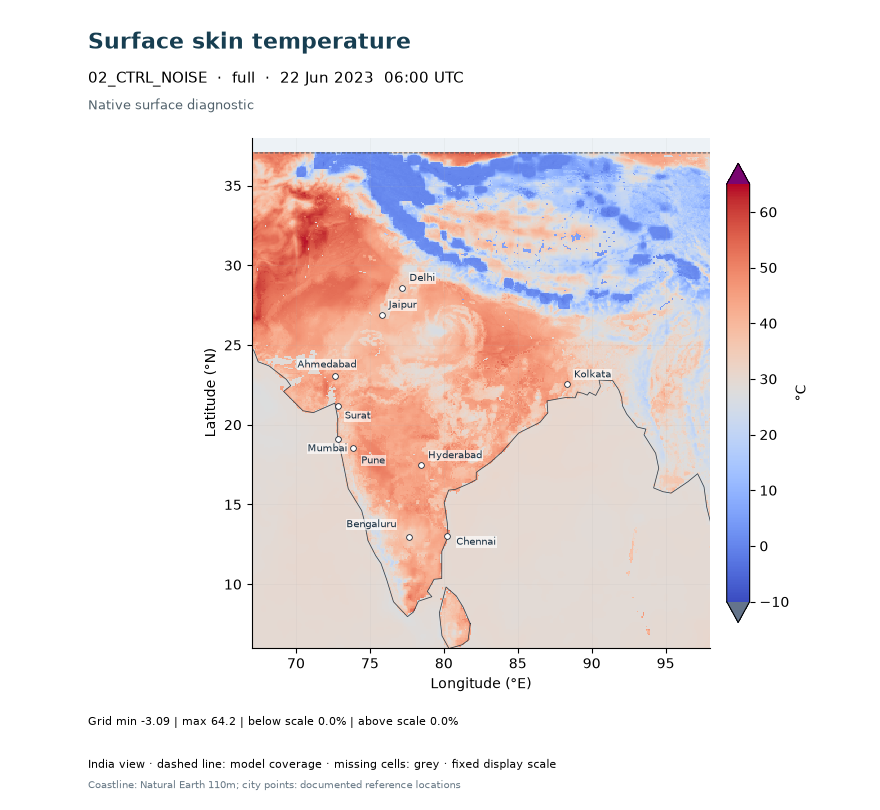 Surface skin temperature
02_CTRL_NOISE · full · 22 Jun 2023 06:00 UTC
Native surface diagnostic
35
30
25
20
15
10
Latitude (°N)
Delhi
Jaipur
Ahmedabad
Kolkata
Surat
Mumbai
Pune
Hyderabad
Bengaluru
Chennai
70
75
80
85
90
95
Longitude (°E)
60
50
40
30
20
10
0
−10
°C
Grid min -3.09 | max 64.2 | below scale 0.0% | above scale 0.0%
India view · dashed line: model coverage · missing cells: grey · fixed display scale
Coastline: Natural Earth 110m; city points: documented reference locations